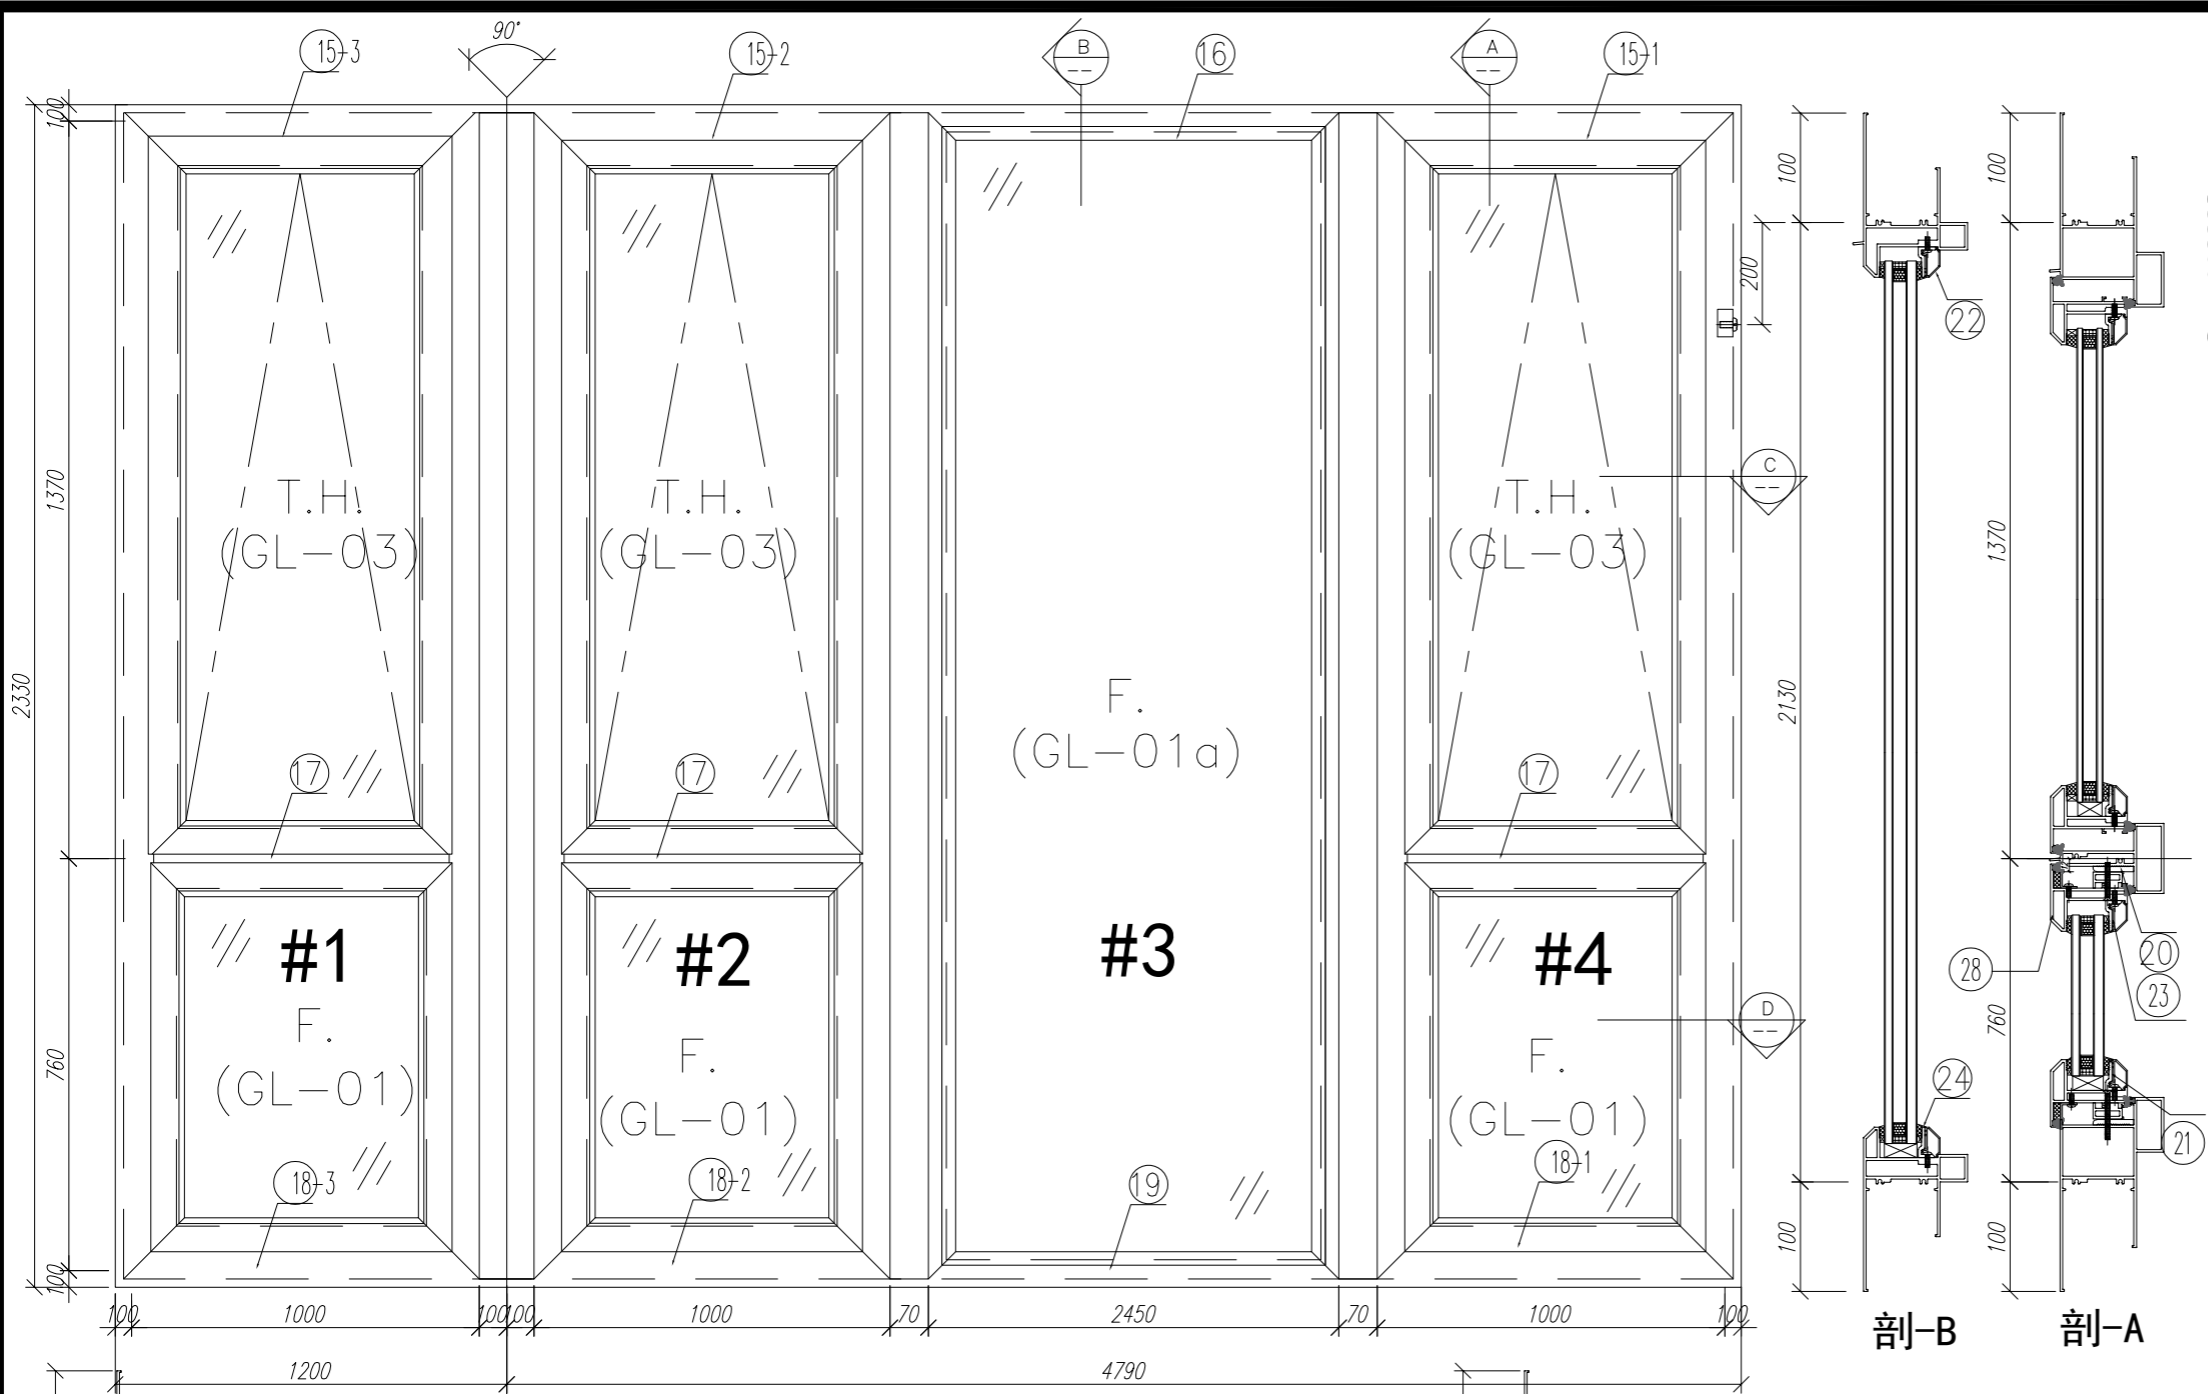 15-3
90°
15-2
B
--
16
A
--
15-1
100
100
100
200
22
1370
T.H.
(GL-03)
T.H.
(GL-03)
T.H.
(GL-03)
C
--
1370
2330
F.
(GL-01a)
2130
17
17
17
#1
#2
#3
#4
20
28
23
F.
(GL-01)
F.
(GL-01)
F.
(GL-01)
D
--
760
760
24
21
18-3
18-2
19
18-1
100
100
100
100
1000
100
100
1000
70
2450
70
1000
100
剖-B
剖-A
1200
4790